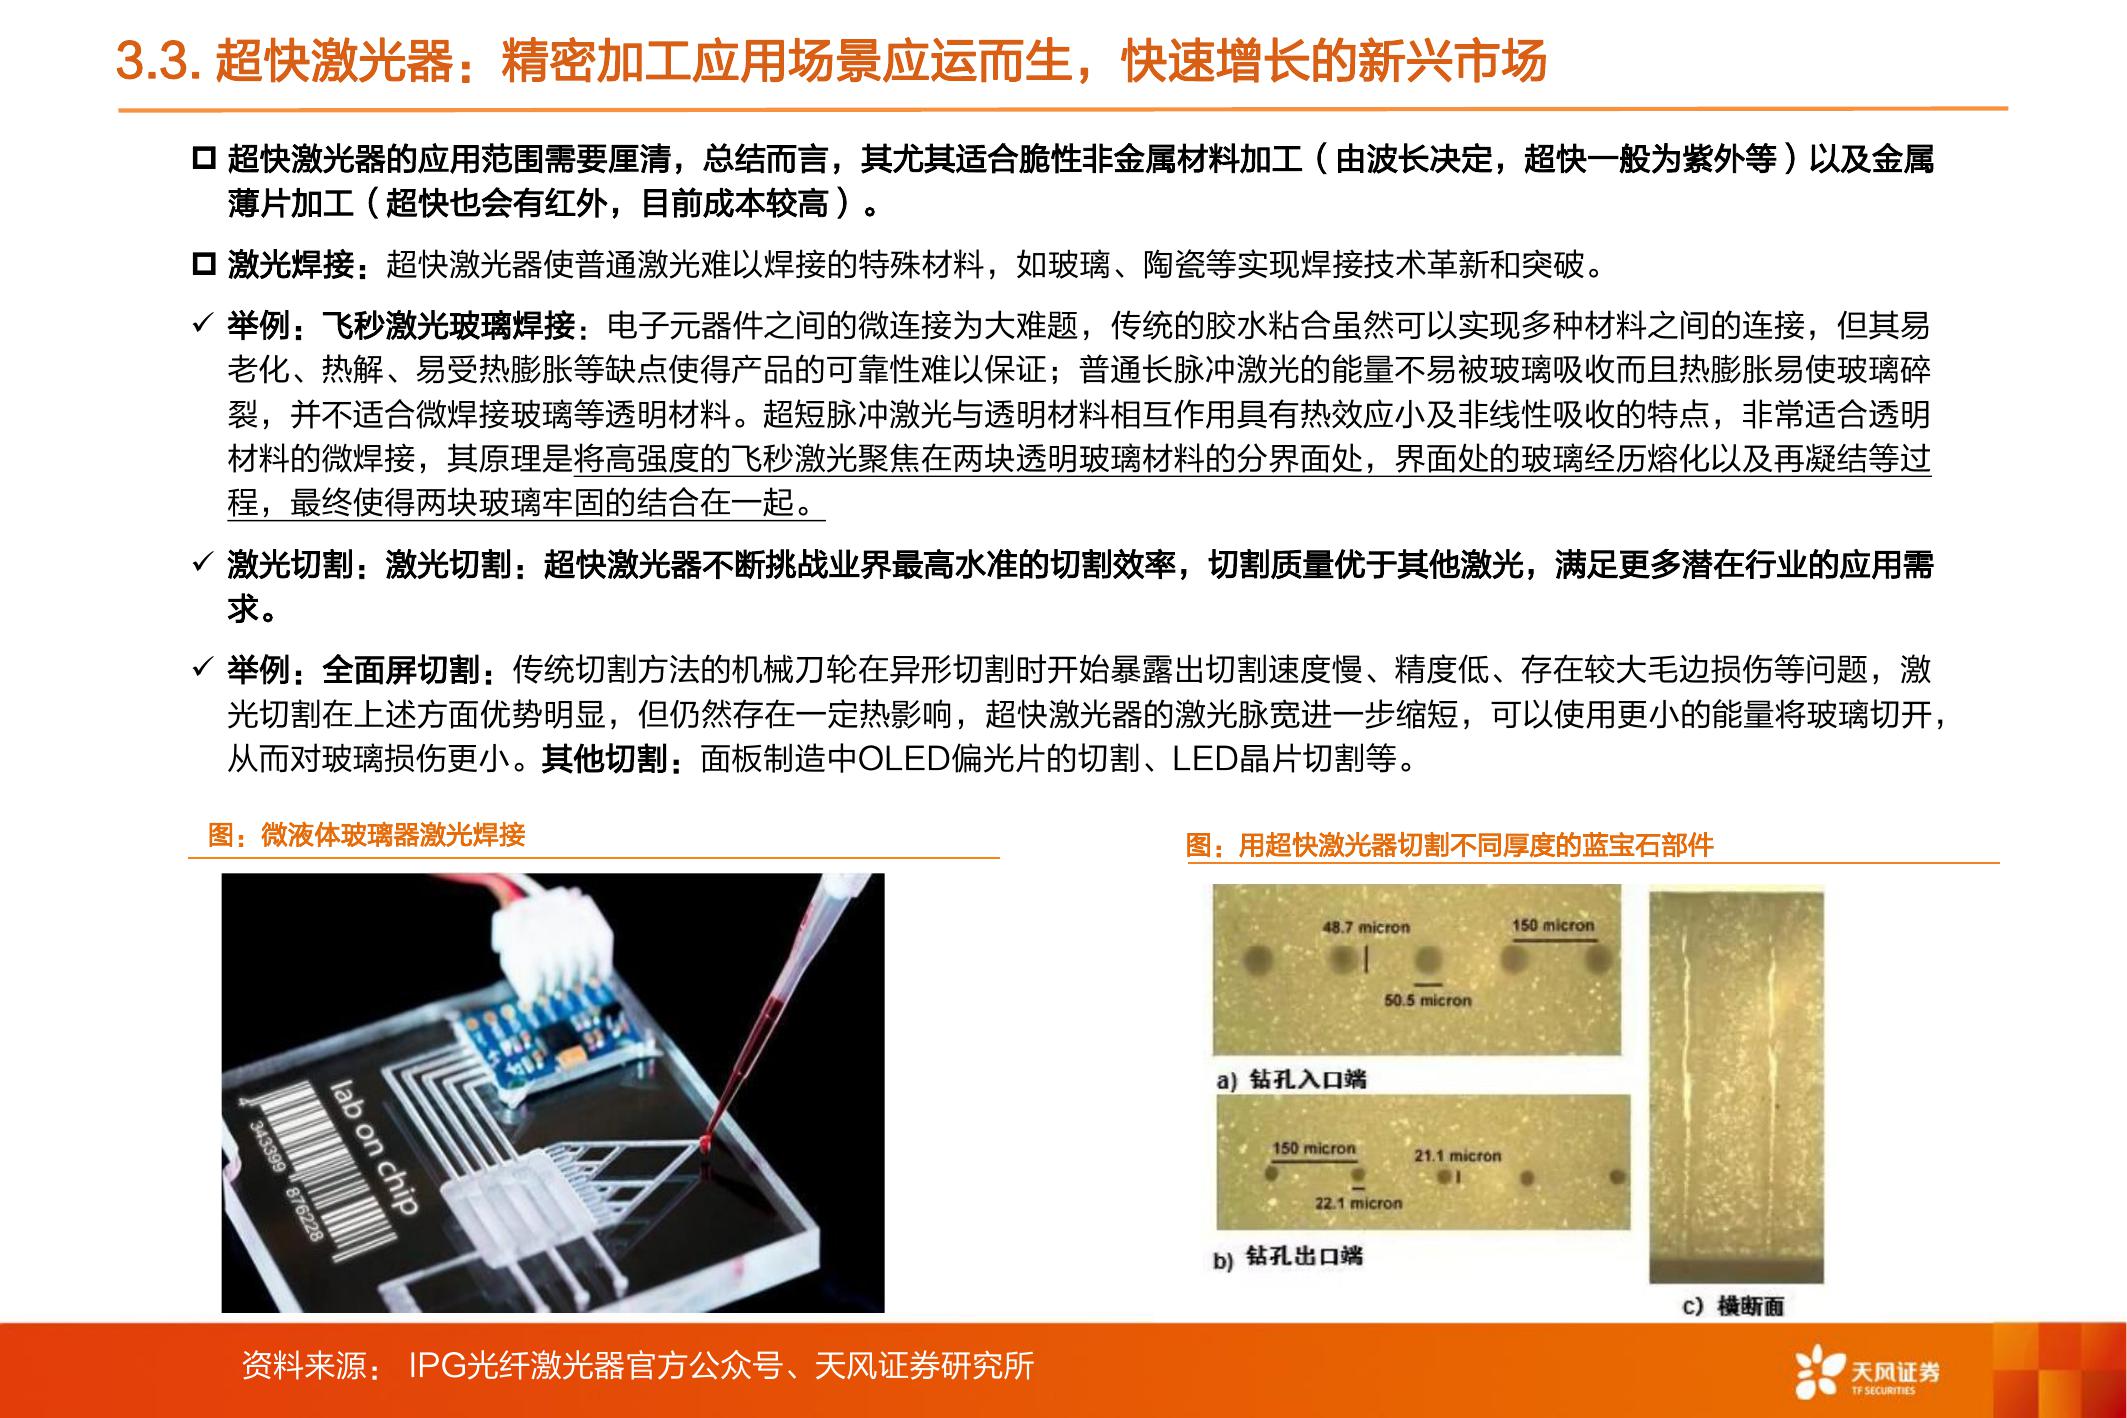 3.3. 超快激光器：精密加工应用场景应运而生，快速增长的新兴市场
超快激光器的应用范围需要厘清，总结而言，其尤其适合脆性非金属材料加工（由波长决定，超快一般为紫外等）以及金属
薄片加工（超快也会有红外，目前成本较高）。
激光焊接：超快激光器使普通激光难以焊接的特殊材料，如玻璃、陶瓷等实现焊接技术革新和突破。
✓ 举例：飞秒激光玻璃焊接：电子元器件之间的微连接为大难题，传统的胶水粘合虽然可以实现多种材料之间的连接，但其易
老化、热解、易受热膨胀等缺点使得产品的可靠性难以保证；普通长脉冲激光的能量不易被玻璃吸收而且热膨胀易使玻璃碎
裂，并不适合微焊接玻璃等透明材料。超短脉冲激光与透明材料相互作用具有热效应小及非线性吸收的特点，非常适合透明
材料的微焊接，其原理是将高强度的飞秒激光聚焦在两块透明玻璃材料的分界面处，界面处的玻璃经历熔化以及再凝结等过
程，最终使得两块玻璃牢固的结合在一起。
✓ 激光切割：激光切割：超快激光器不断挑战业界最高水准的切割效率，切割质量优于其他激光，满足更多潜在行业的应用需
求。
✓ 举例：全面屏切割：传统切割方法的机械刀轮在异形切割时开始暴露出切割速度慢、精度低、存在较大毛边损伤等问题，激
光切割在上述方面优势明显，但仍然存在一定热影响，超快激光器的激光脉宽进一步缩短，可以使用更小的能量将玻璃切开，
从而对玻璃损伤更小。其他切割：面板制造中OLED偏光片的切割、LED晶片切割等。
图：微液体玻璃器激光焊接
lab on chip
4 343399 876228
图：用超快激光器切割不同厚度的蓝宝石部件
48.7 micron
150 micron
50.5 micron
a) 钻孔入口端
150 micron
21.1 micron
22.1 micron
b) 钻孔出口端
c) 横断面
资料来源： IPG光纤激光器官方公众号、天风证券研究所
天风证券
TF SECURITIES